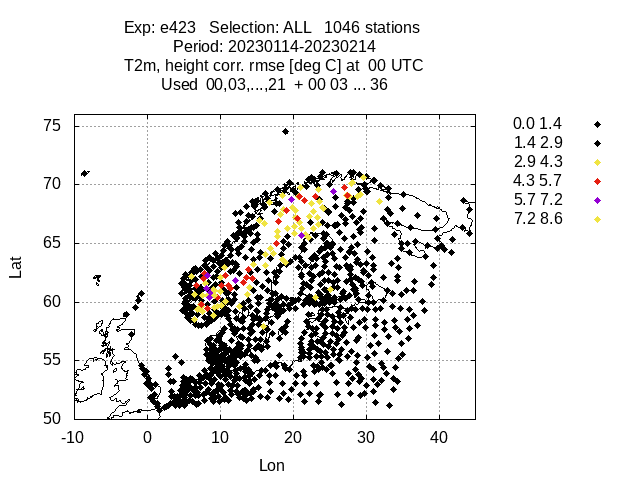 Exp: e423 Selection: ALL 1046 stations
Period: 20230114-20230214
T2m, height corr. rmse [deg C] at 00 UTC
Used 00,03,...,21 + 00 03 ... 36
0.0 1.4
1.4 2.9
2.9 4.3
4.3 5.7
5.7 7.2
7.2 8.6
75
70
65
60
55
50
Lat
-10 0 10 20 30 40
Lon